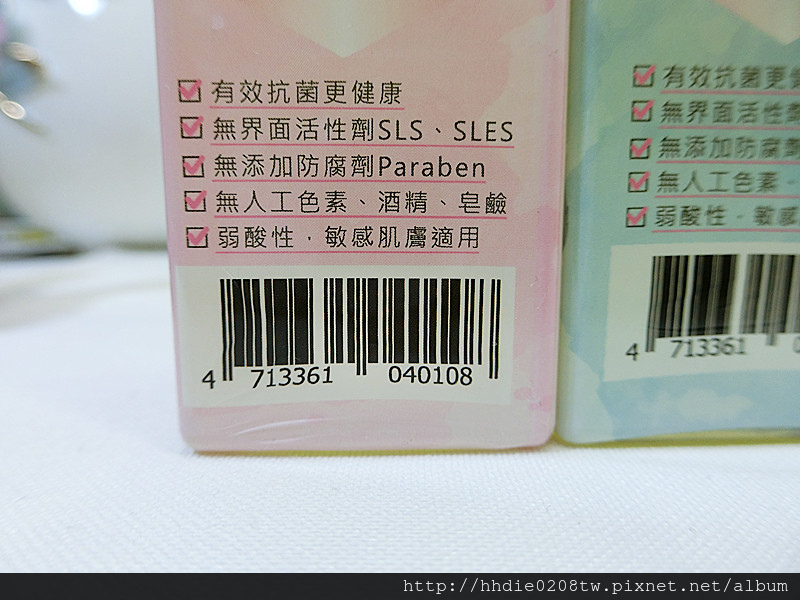 有效抗菌更健康
無界面活性劑SLS、SLES
無添加防腐劑Paraben
無人工色素、酒精、皂鹼
弱酸性，敏感肌膚適用
4 713361 040108
有效抗菌更健
無界面活性
無添加防腐劑
無人工色素、
弱酸性，敏感
4 713361
http://hhdie0208tw.pixnet.net/album